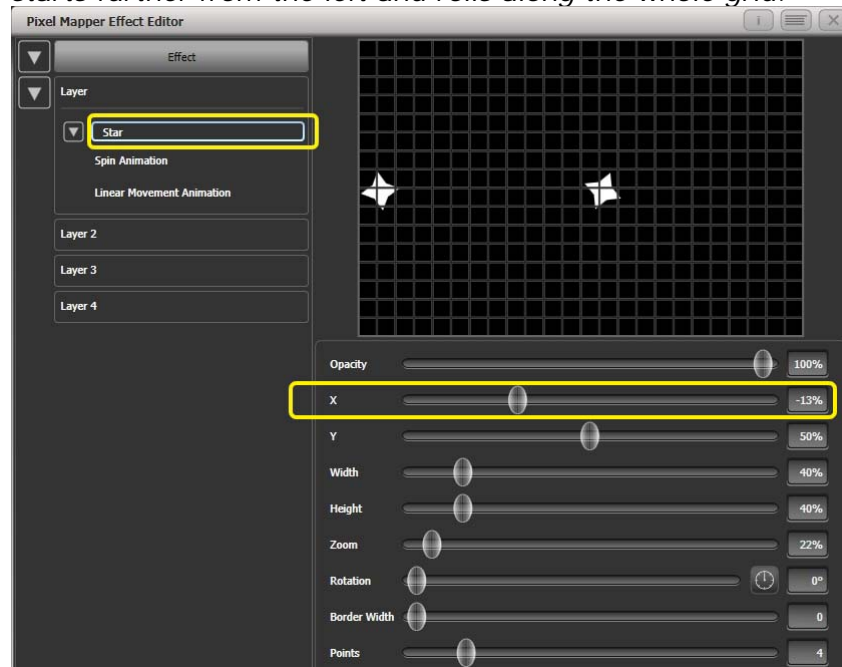 starts further from the left and rolls along the whole grid.
Pixel Mapper Effect Editor
i
Effect
Layer
Star
Spin Animation
Linear Movement Animation
Layer 2
Layer 3
Layer 4
Opacity 100%
X -13%
Y 50%
Width 40%
Height 40%
Zoom 22%
Rotation 0°
Border Width 0
Points 4